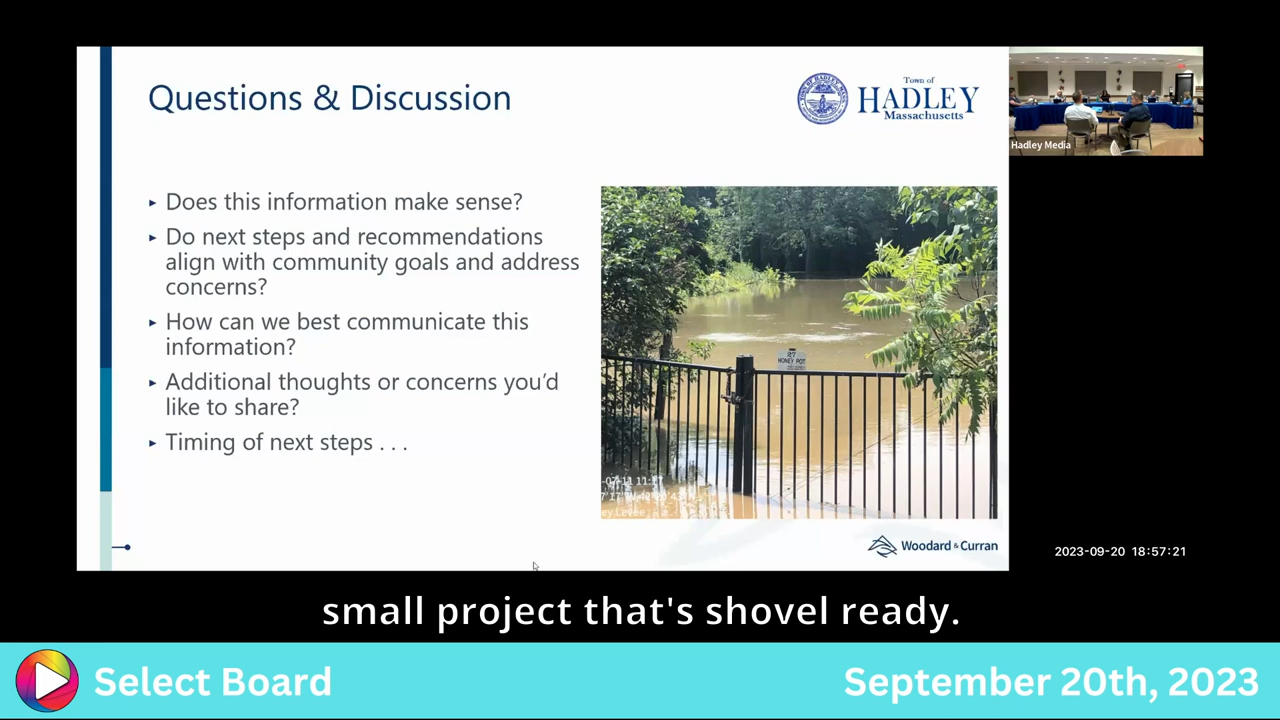 Questions & Discussion
Town of
HADLEY
Massachusetts
▸ Does this information make sense?
▸ Do next steps and recommendations
align with community goals and address
concerns?
▸ How can we best communicate this
information?
▸ Additional thoughts or concerns you'd
like to share?
▸ Timing of next steps . . .
27
HONEY POT
Woodard & Curran
Hadley Media
2023-09-20 18:57:21
small project that's shovel ready.
Select Board
September 20th, 2023